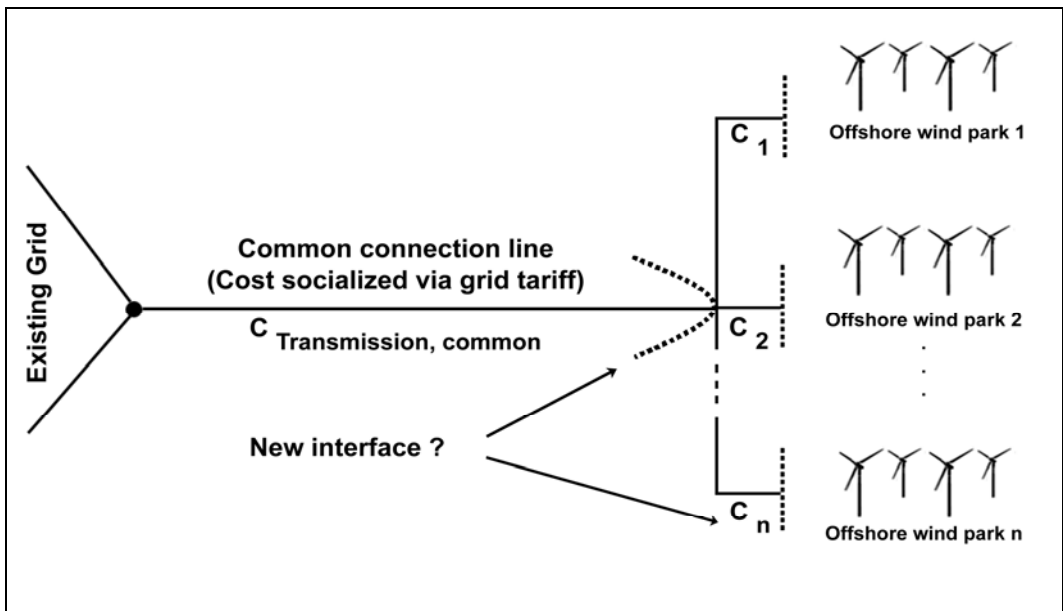 Existing Grid
Common connection line
(Cost socialized via grid tariff)
C Transmission, common
New interface ?
C 1
Offshore wind park 1
C 2
Offshore wind park 2
C n
Offshore wind park n